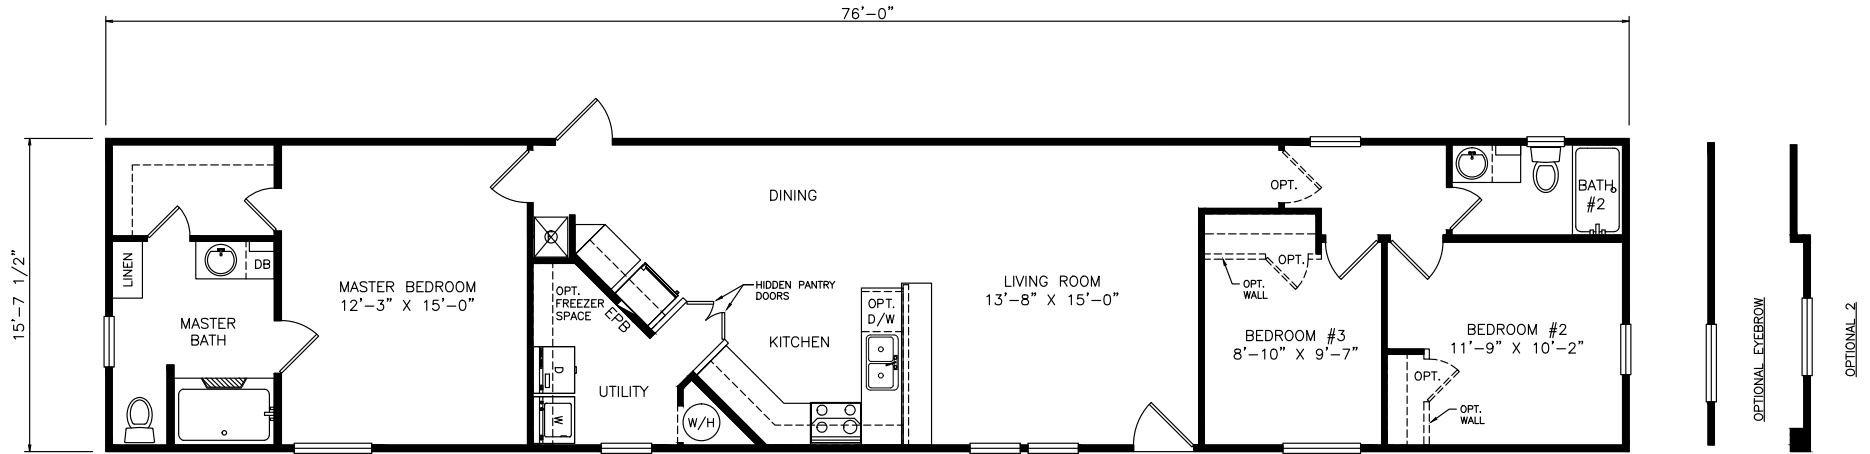 76'-0"
15'-7 1/2"
LINEN
DB
MASTER
BATH
MASTER BEDROOM
12'-3" X 15'-0"
OPT.
FREEZER
SPACE
EPB
D
W
UTILITY
W/H
HIDDEN PANTRY
DOORS
DINING
KITCHEN
OPT.
D/W
LIVING ROOM
13'-8" X 15'-0"
OPT.
OPT.
OPT.
WALL
BEDROOM #3
8'-10" X 9'-7"
BATH
#2
BEDROOM #2
11'-9" X 10'-2"
OPT.
OPT.
WALL
OPTIONAL EYEBROW
OPTIONAL 2